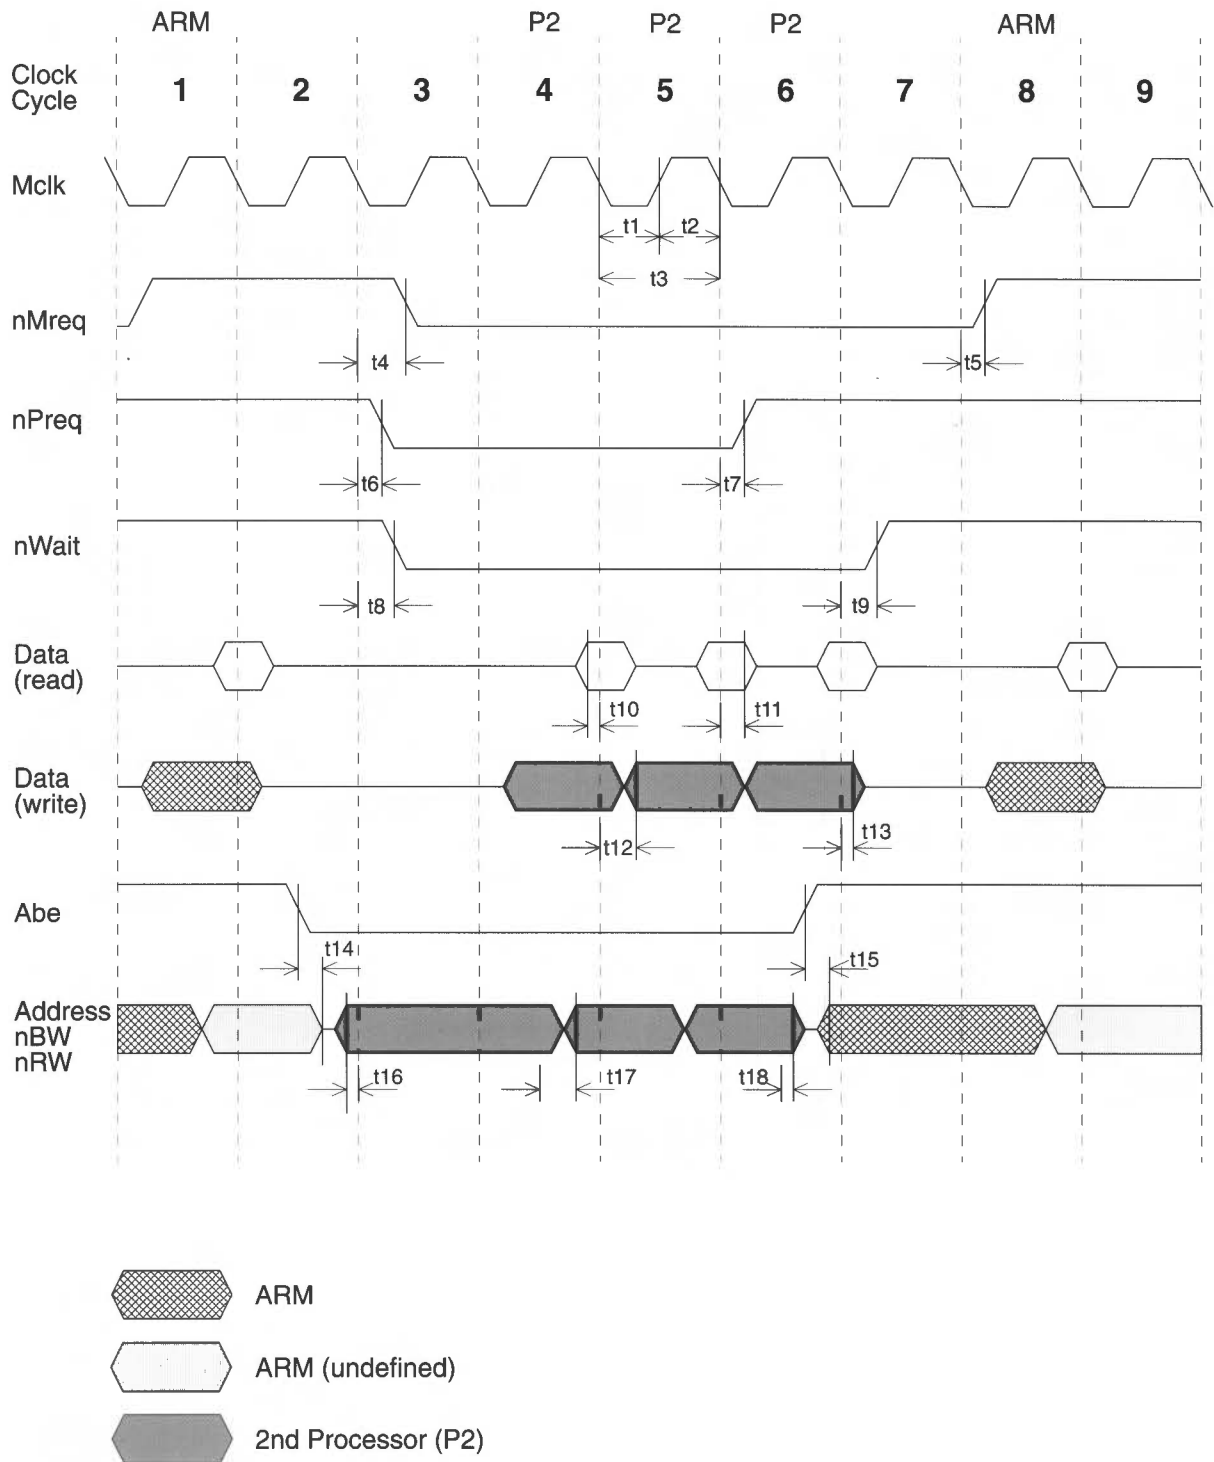 ARM P2 P2 P2 ARM
Clock
Cycle
1 2 3 4 5 6 7 8 9
Mclk
t1 t2
t3
nMreq
t4 t5
nPreq
t6 t7
nWait
t8 t9
Data
(read)
t10 t11
Data
(write)
t12 t13
Abe
t14 t15
Address
nBW
nRW
t16 t17 t18
ARM
ARM (undefined)
2nd Processor (P2)